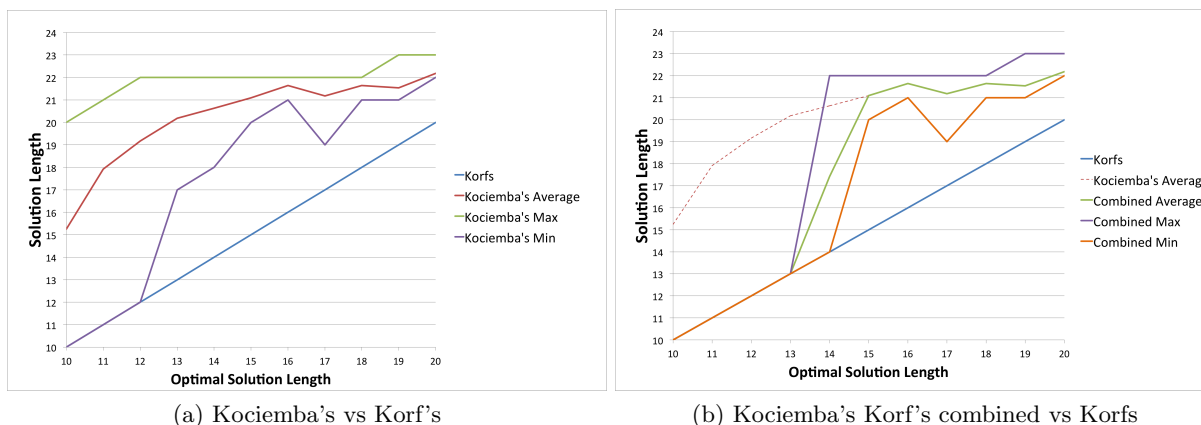 24
23
22
21
20
19
18
17
16
15
14
13
12
11
10
Solution Length
10 11 12 13 14 15 16 17 18 19 20
Optimal Solution Length
Korfs
Kociemba's Average
Kociemba's Max
Kociemba's Min
(a) Kociemba's vs Korf's
24
23
22
21
20
19
18
17
16
15
14
13
12
11
10
Solution Length
10 11 12 13 14 15 16 17 18 19 20
Optimal Solution Length
Korfs
Kociemba's Average
Combined Average
Combined Max
Combined Min
(b) Kociemba's Korf's combined vs Korfs